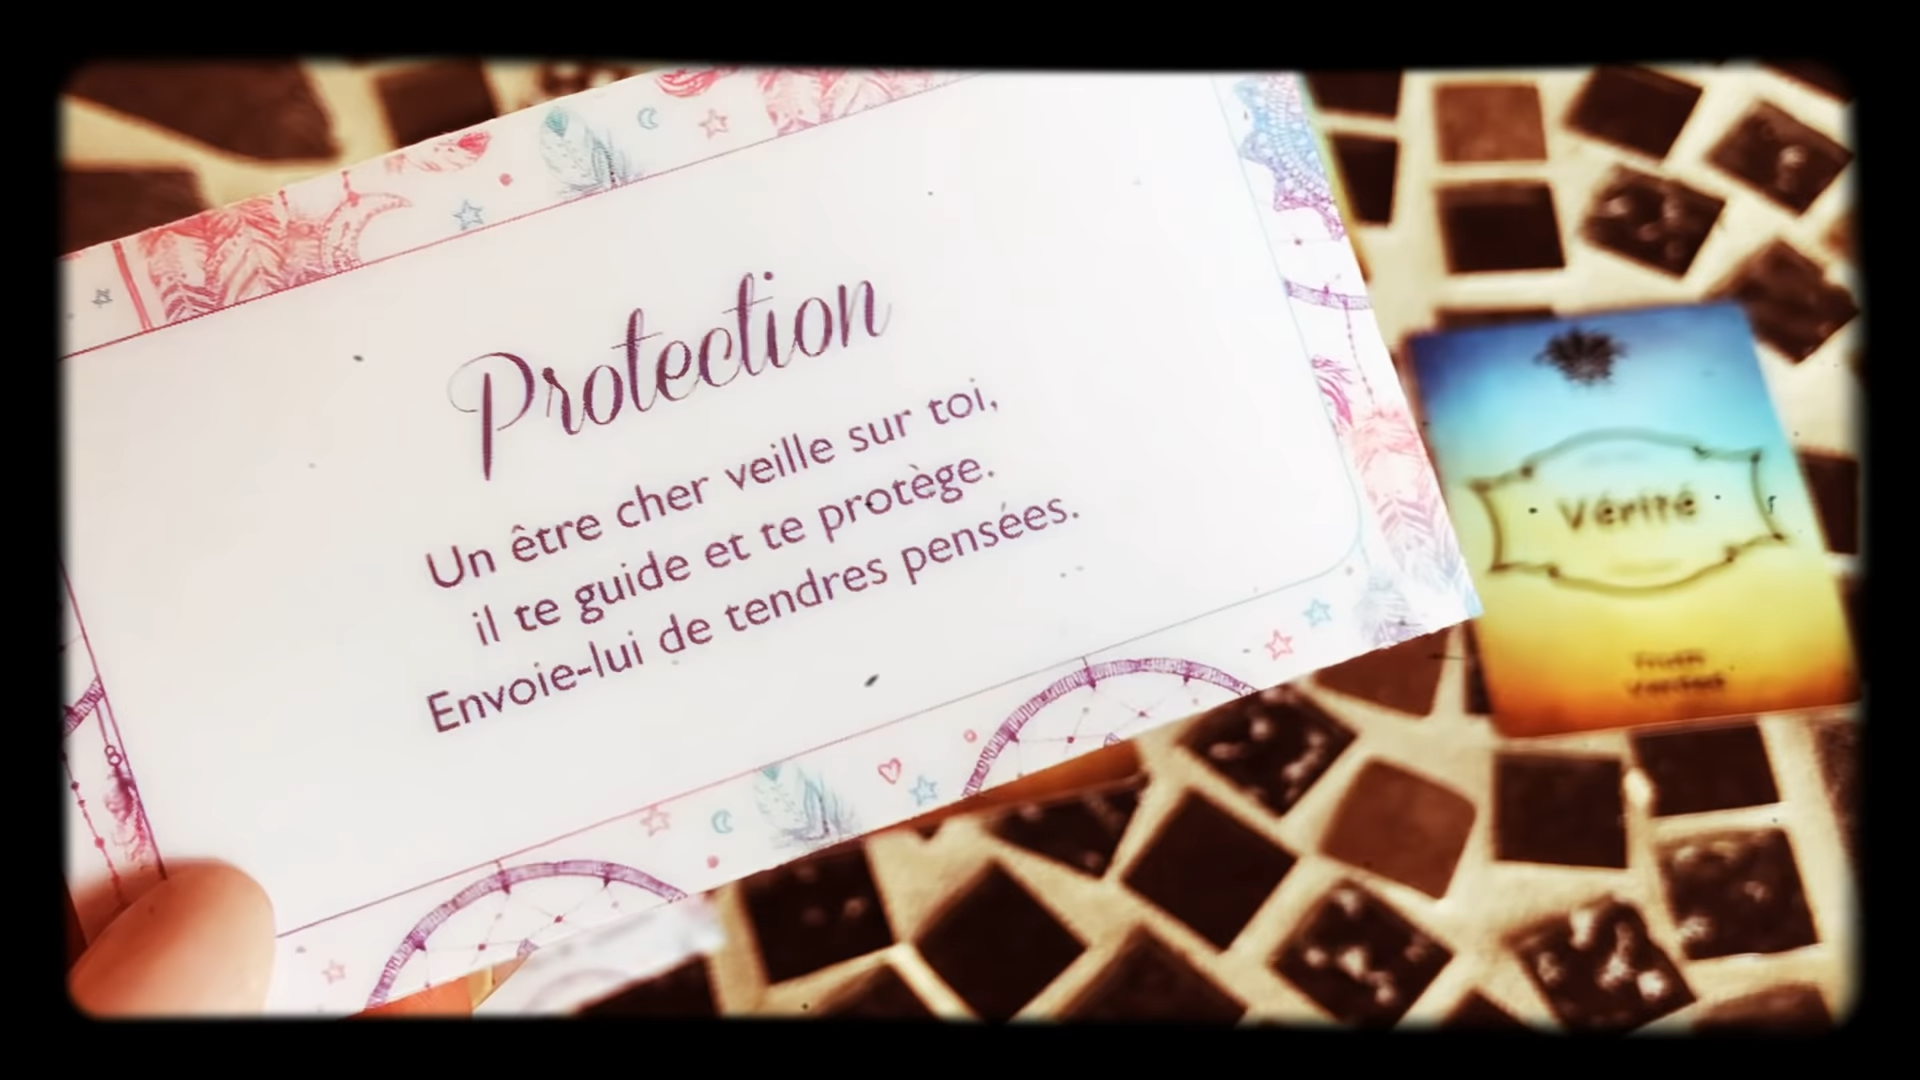 Protection
Un être cher veille sur toi,
il te guide et te protège.
Envoie-lui de tendres pensées.
Vérité